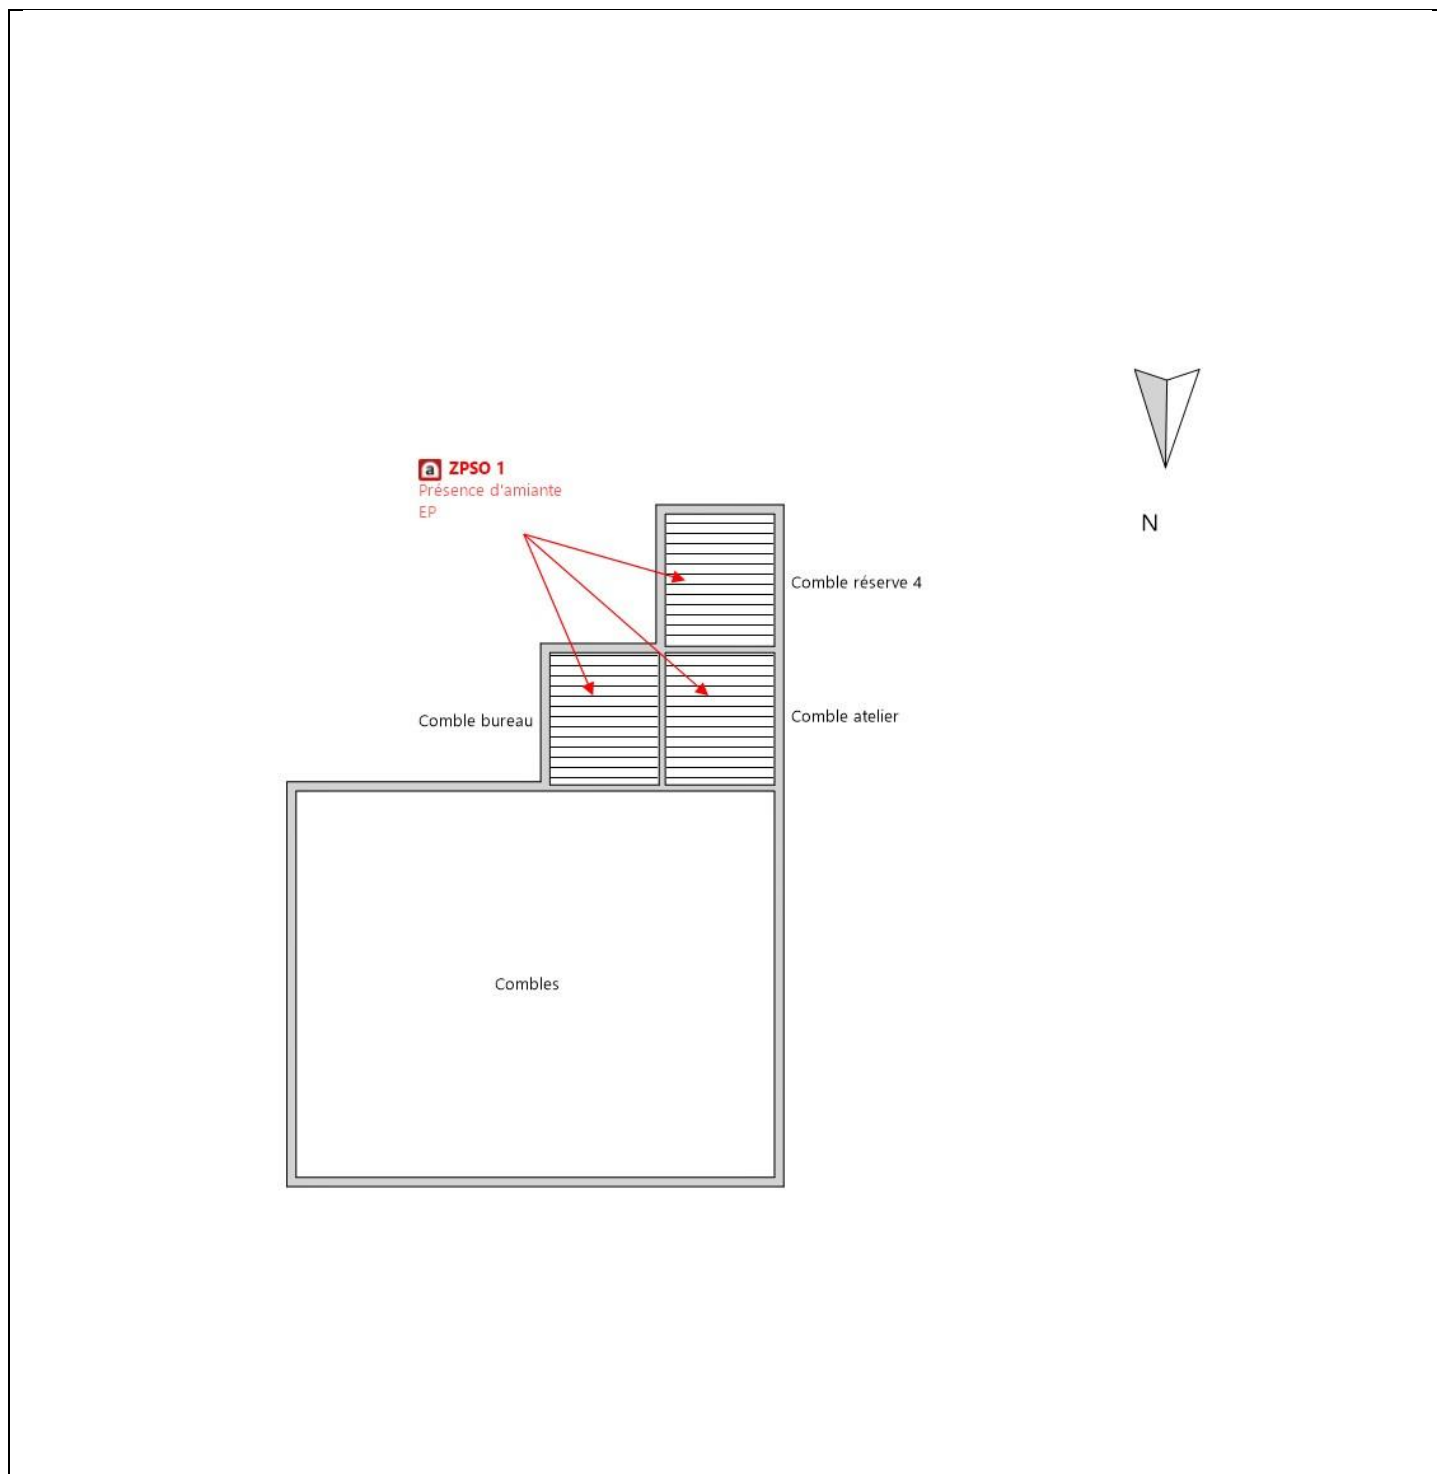 a ZPSO 1
Présence d'amiante
EP
N
Comble réserve 4
Comble bureau
Comble atelier
Combles